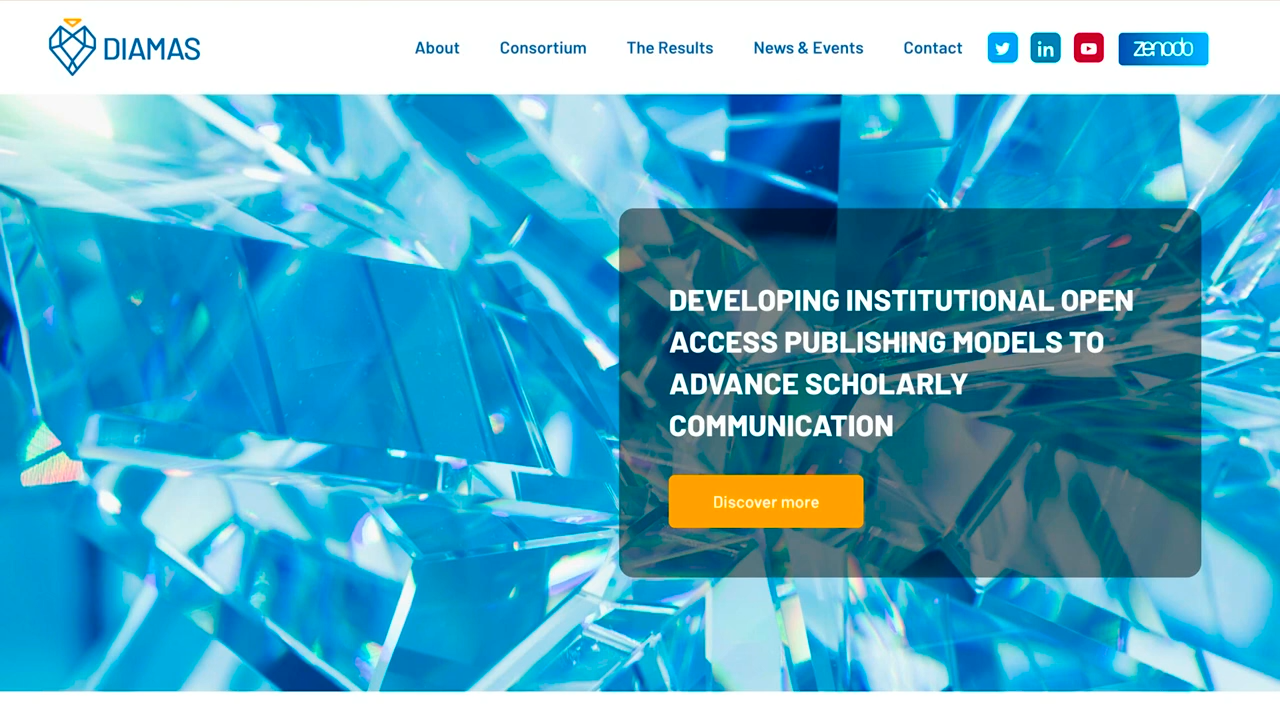 DIAMAS
About
Consortium
The Results
News & Events
Contact
in
zenodo
DEVELOPING INSTITUTIONAL OPEN
ACCESS PUBLISHING MODELS TO
ADVANCE SCHOLARLY
COMMUNICATION
Discover more